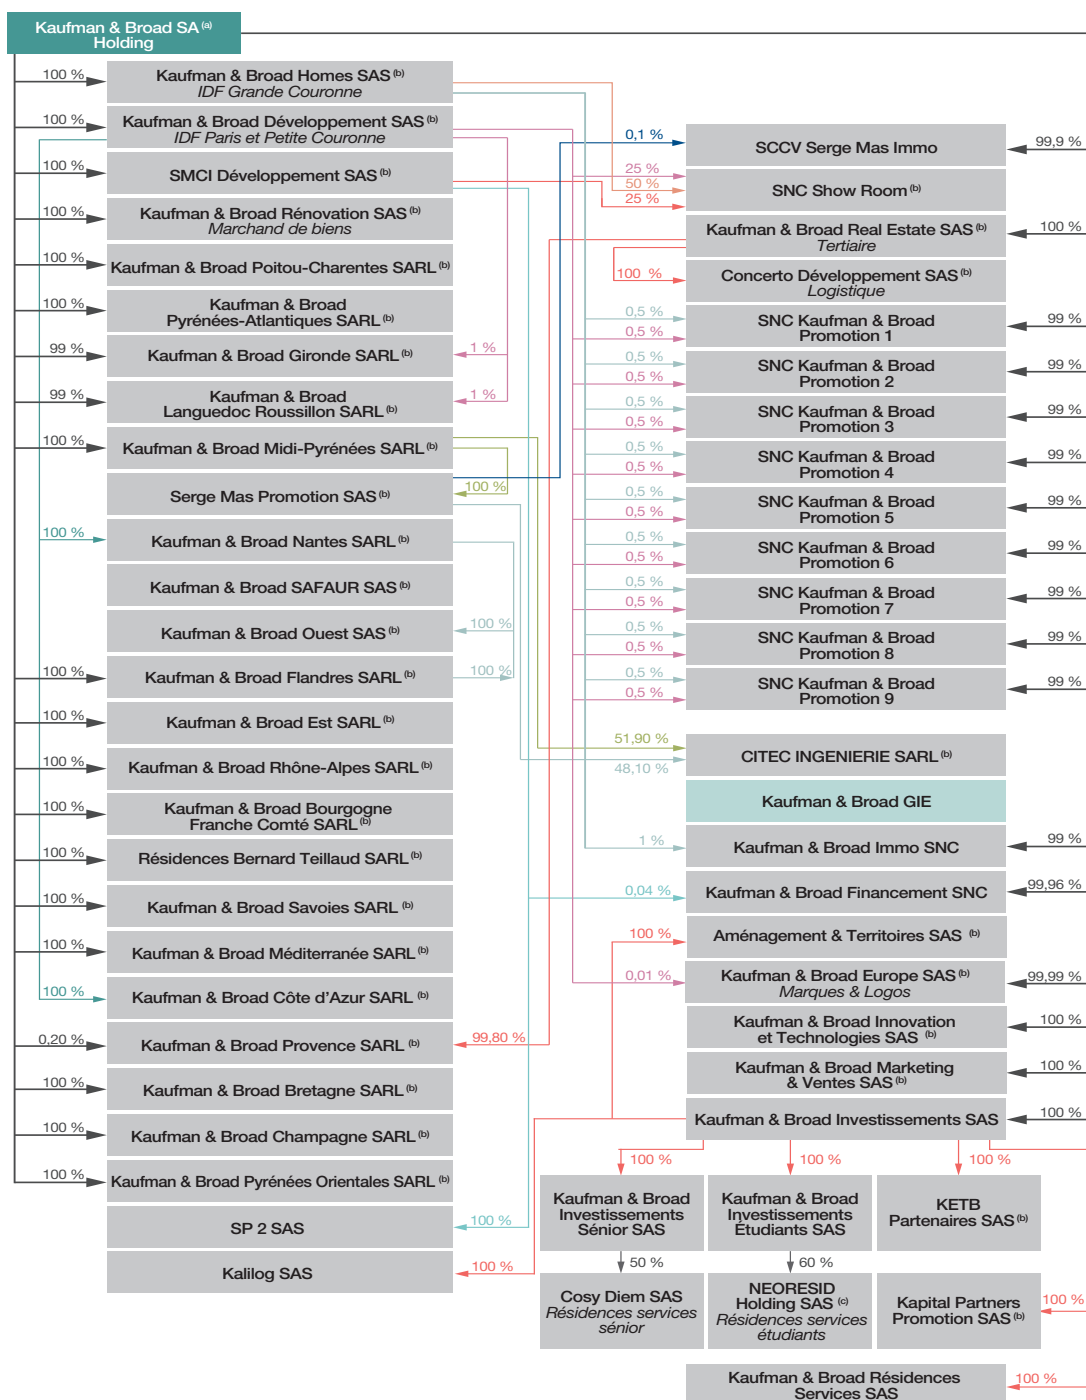 Kaufman & Broad SA (a)
Holding
100 %
Kaufman & Broad Homes SAS (b)
IDF Grande Couronne
100 %
Kaufman & Broad Développement SAS (b)
IDF Paris et Petite Couronne
100 %
SMCI Développement SAS (b)
100 %
Kaufman & Broad Rénovation SAS (b)
Marchand de biens
100 %
Kaufman & Broad Poitou-Charentes SARL (b)
100 %
Kaufman & Broad
Pyrénées-Atlantiques SARL (b)
99 %
Kaufman & Broad Gironde SARL (b)
1 %
99 %
Kaufman & Broad
Languedoc Roussillon SARL (b)
1 %
100 %
Kaufman & Broad Midi-Pyrénées SARL (b)
Serge Mas Promotion SAS (b)
100 %
100 %
Kaufman & Broad Nantes SARL (b)
Kaufman & Broad SAFAUR SAS (b)
Kaufman & Broad Ouest SAS (b)
100 %
100 %
Kaufman & Broad Flandres SARL (b)
100 %
100 %
Kaufman & Broad Est SARL (b)
100 %
Kaufman & Broad Rhône-Alpes SARL (b)
100 %
Kaufman & Broad Bourgogne
Franche Comté SARL (b)
100 %
Résidences Bernard Teillaud SARL (b)
100 %
Kaufman & Broad Savoies SARL (b)
100 %
Kaufman & Broad Méditerranée SARL (b)
100 %
Kaufman & Broad Côte d'Azur SARL (b)
0,20 %
Kaufman & Broad Provence SARL (b)
99,80 %
100 %
Kaufman & Broad Bretagne SARL (b)
100 %
Kaufman & Broad Champagne SARL (b)
100 %
Kaufman & Broad Pyrénées Orientales SARL (b)
SP 2 SAS
100 %
Kalilog SAS
100 %
0,1 %
SCCV Serge Mas Immo
99,9 %
25 %
50 %
25 %
SNC Show Room (b)
Kaufman & Broad Real Estate SAS (b)
Tertiaire
100 %
100 %
Concerto Développement SAS (b)
Logistique
0,5 %
0,5 %
SNC Kaufman & Broad
Promotion 1
99 %
0,5 %
0,5 %
SNC Kaufman & Broad
Promotion 2
99 %
0,5 %
0,5 %
SNC Kaufman & Broad
Promotion 3
99 %
0,5 %
0,5 %
SNC Kaufman & Broad
Promotion 4
99 %
0,5 %
0,5 %
SNC Kaufman & Broad
Promotion 5
99 %
0,5 %
0,5 %
SNC Kaufman & Broad
Promotion 6
99 %
0,5 %
0,5 %
SNC Kaufman & Broad
Promotion 7
99 %
0,5 %
0,5 %
SNC Kaufman & Broad
Promotion 8
99 %
0,5 %
0,5 %
SNC Kaufman & Broad
Promotion 9
99 %
51,90 %
48,10 %
CITEC INGENIERIE SARL (b)
Kaufman & Broad GIE
1 %
Kaufman & Broad Immo SNC
99 %
0,04 %
Kaufman & Broad Financement SNC
99,96 %
100 %
Aménagement & Territoires SAS (b)
0,01 %
Kaufman & Broad Europe SAS (b)
Marques & Logos
99,99 %
Kaufman & Broad Innovation
et Technologies SAS (b)
100 %
Kaufman & Broad Marketing
& Ventes SAS (b)
100 %
Kaufman & Broad Investissements SAS
100 %
100 %
100 %
100 %
Kaufman & Broad
Investissements
Sénior SAS
Kaufman & Broad
Investissements
Étudiants SAS
KETB
Partenaires SAS (b)
50 %
60 %
Cosy Diem SAS
Résidences services
sénior
NEORESID
Holding SAS (c)
Résidences services
étudiants
Kapital Partners
Promotion SAS (b)
100 %
Kaufman & Broad Résidences
Services SAS
100 %